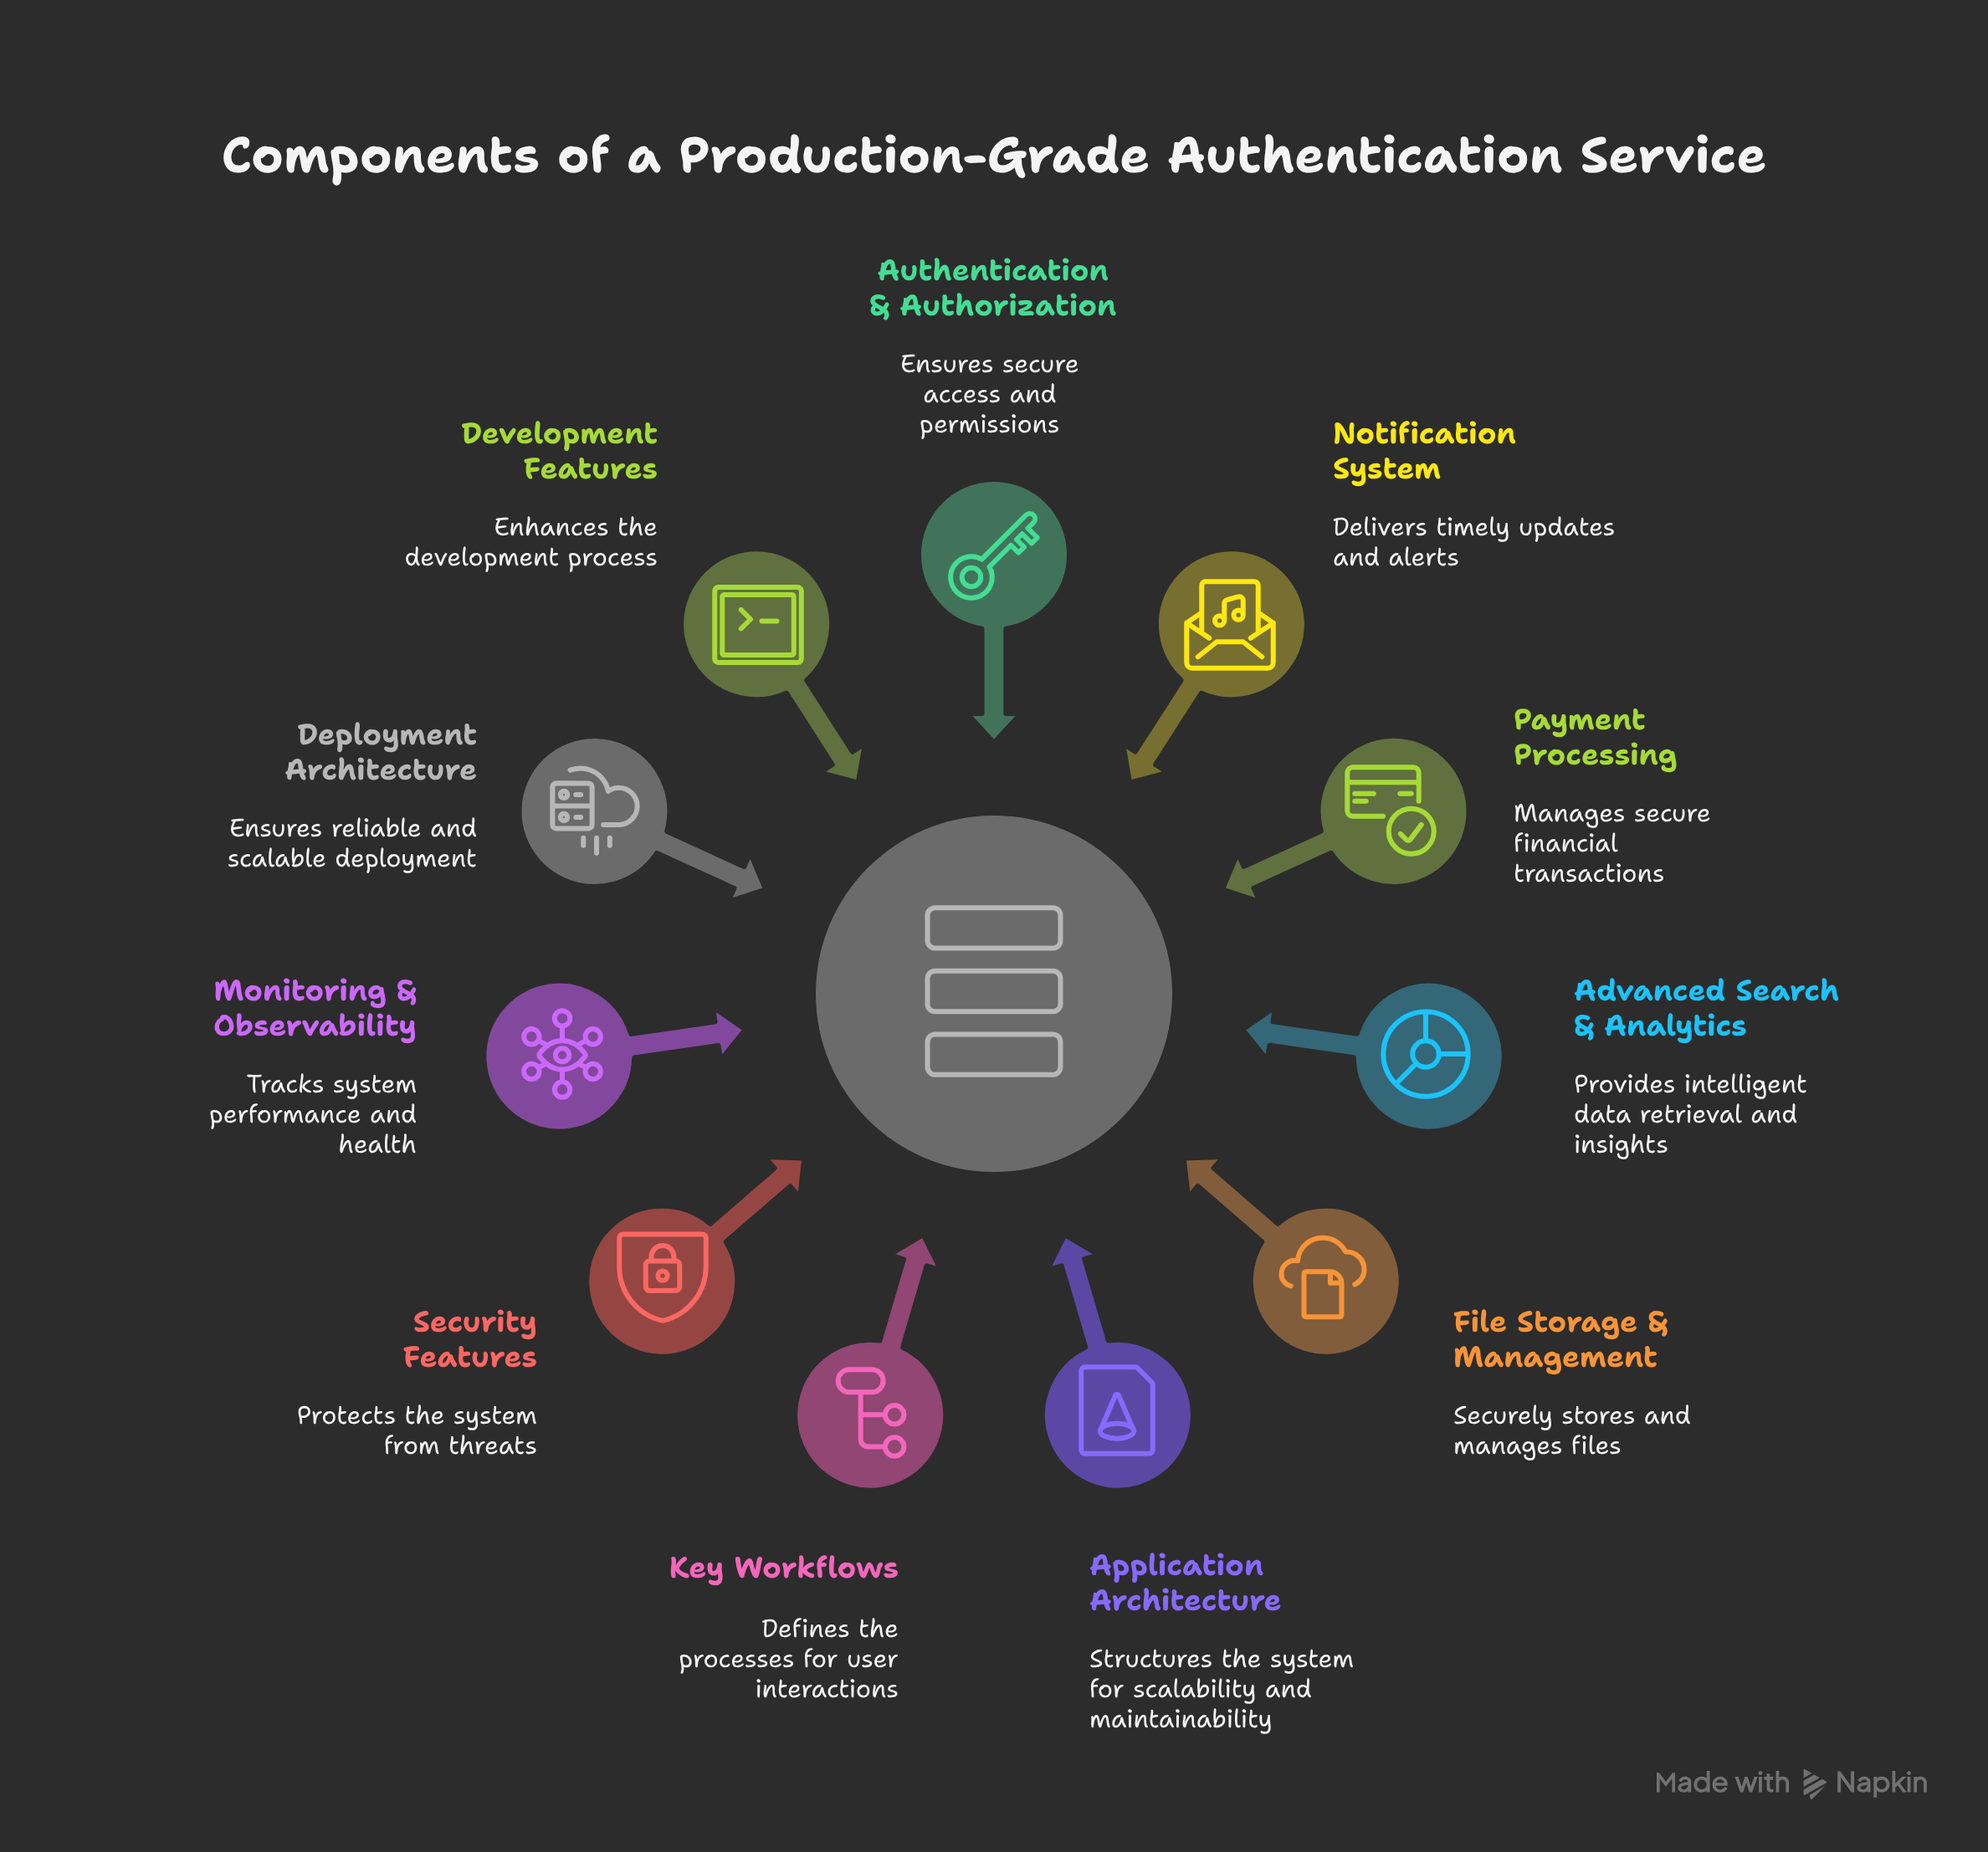 Components of a Production-Grade Authentication Service
Authentication
& Authorization
Ensures secure
access and
permissions
Development
Features
Enhances the
development process
Notification
System
Delivers timely updates
and alerts
Deployment
Architecture
Ensures reliable and
scalable deployment
Payment
Processing
Manages secure
financial
transactions
Monitoring &
Observability
Tracks system
performance and
health
Advanced Search
& Analytics
Provides intelligent
data retrieval and
insights
Security
Features
Protects the system
from threats
File Storage &
Management
Securely stores and
manages files
Key Workflows
Defines the
processes for user
interactions
Application
Architecture
Structures the system
for scalability and
maintainability
Made with Napkin